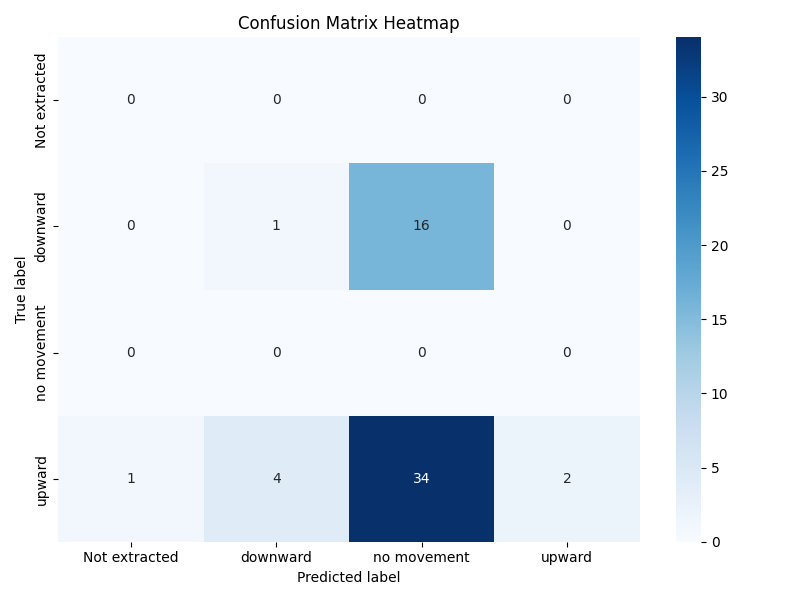 Confusion Matrix Heatmap
True label
Not extracted
0 0 0 0
downward
0 1 16 0
no movement
0 0 0 0
upward
1 4 34 2
Not extracted downward no movement upward
Predicted label
30
25
20
15
10
5
0